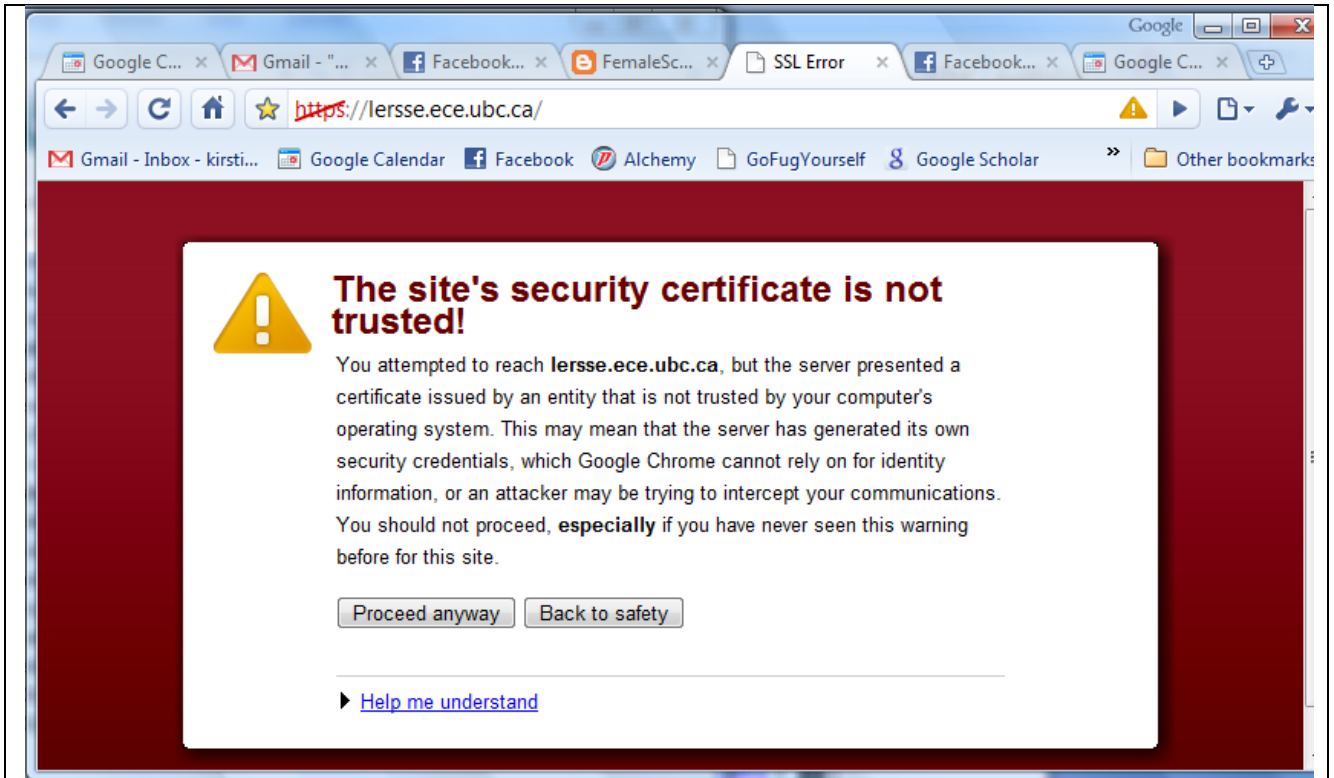 Google
Google C... Gmail - "... Facebook... FemaleSc... SSL Error Facebook... Google C...
https://lersse.ece.ubc.ca/
Gmail - Inbox - kirsti... Google Calendar Facebook Alchemy GoFugYourself Google Scholar » Other bookmarks
The site's security certificate is not
trusted!
You attempted to reach lersse.ece.ubc.ca, but the server presented a
certificate issued by an entity that is not trusted by your computer's
operating system. This may mean that the server has generated its own
security credentials, which Google Chrome cannot rely on for identity
information, or an attacker may be trying to intercept your communications.
You should not proceed, especially if you have never seen this warning
before for this site.
Proceed anyway Back to safety
Help me understand